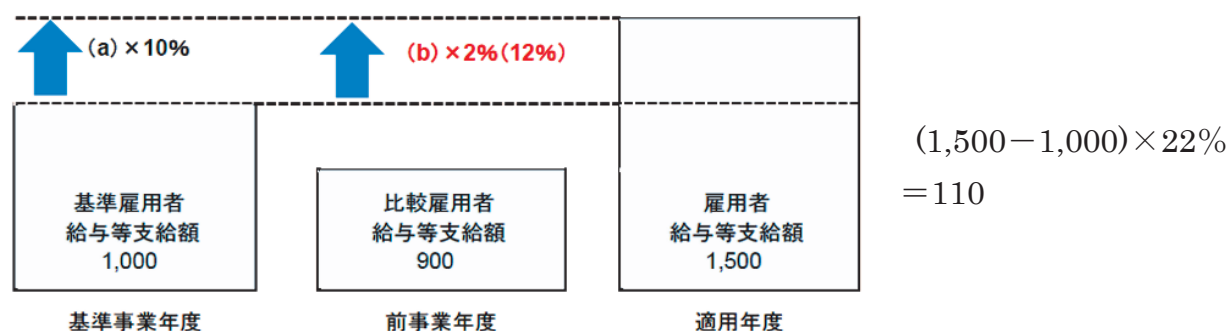 (a)×10%
(b)×2%(12%)
(1,500－1,000)×22%
＝110
基準雇用者
給与等支給額
1,000
比較雇用者
給与等支給額
900
雇用者
給与等支給額
1,500
基準事業年度
前事業年度
適用年度